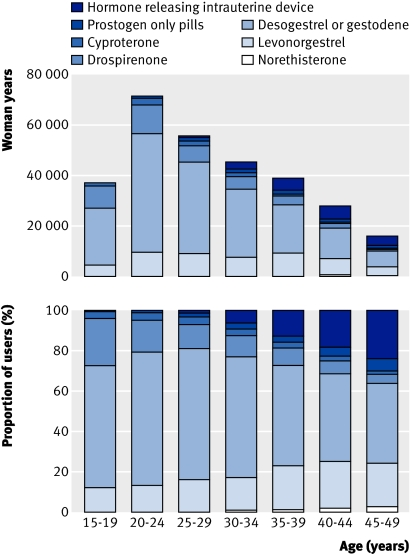 Hormone releasing intrauterine device
Prostogen only pills
Desogestrel or gestodene
Cyproterone
Levonorgestrel
Drospirenone
Norethisterone
Woman years
80 000
60 000
40 000
20 000
0
Proportion of users (%)
100
80
60
40
20
0
15-19 20-24 25-29 30-34 35-39 40-44 45-49
Age (years)